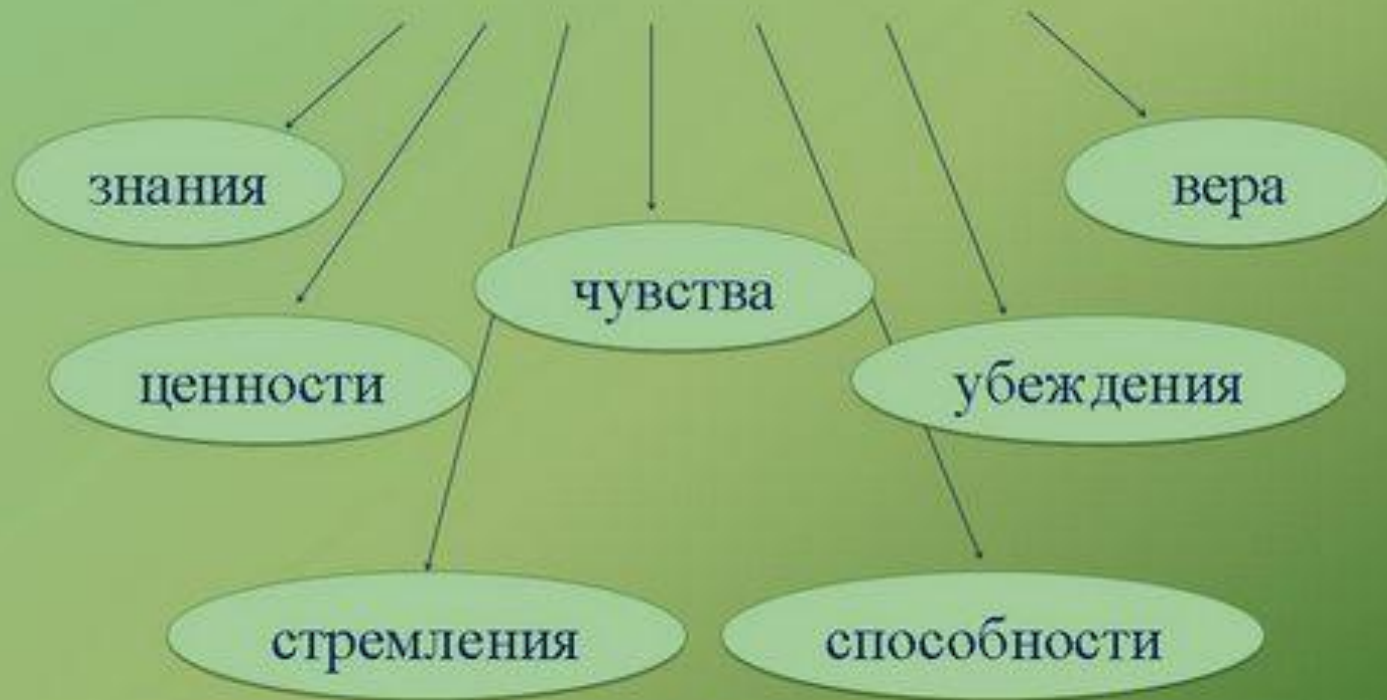 знания
вера
чувства
ценности
убеждения
стремления
способности